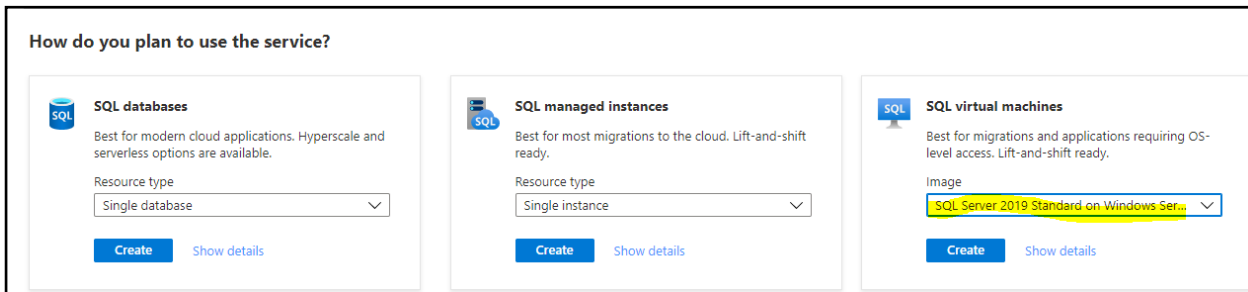 How do you plan to use the service?
SQL
SQL databases
Best for modern cloud applications. Hyperscale and
serverless options are available.
Resource type
Single database
Create Show details
SQL
SQL managed instances
Best for most migrations to the cloud. Lift-and-shift
ready.
Resource type
Single instance
Create Show details
SQL
SQL virtual machines
Best for migrations and applications requiring OS-
level access. Lift-and-shift ready.
Image
SQL Server 2019 Standard on Windows Ser...
Create Show details